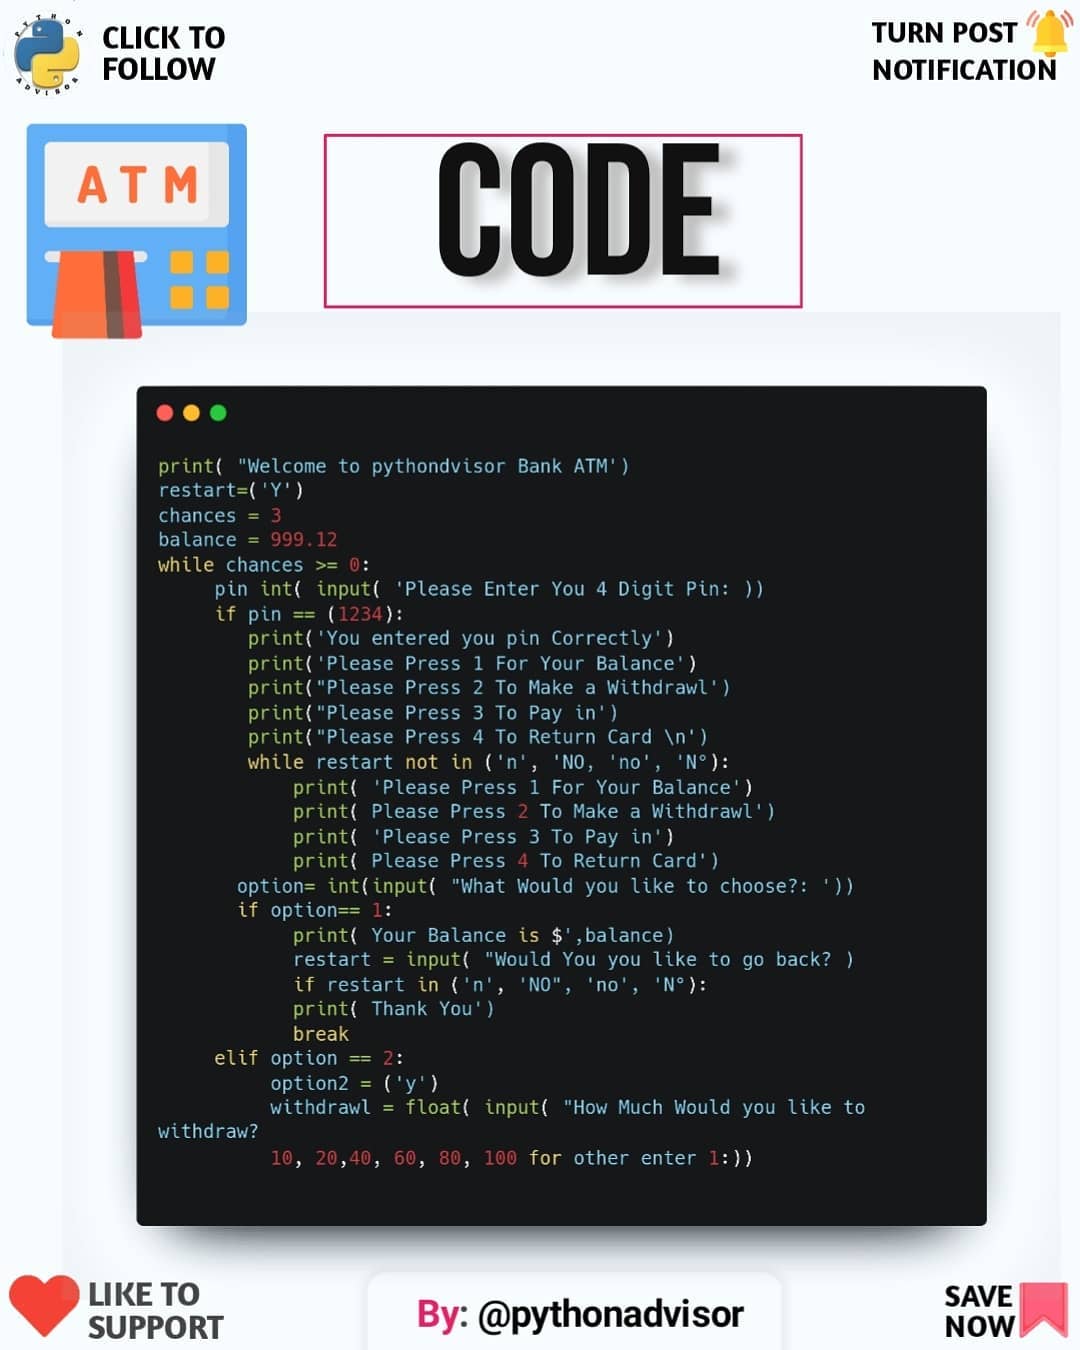 PYTHON
ADVISOR
CLICK TO
FOLLOW
TURN POST
NOTIFICATION
ATM
CODE
print( "Welcome to pythondvisor Bank ATM')
restart=('Y')
chances = 3
balance = 999.12
while chances >= 0:
     pin int( input( 'Please Enter You 4 Digit Pin: ))
     if pin == (1234):
        print('You entered you pin Correctly')
        print('Please Press 1 For Your Balance')
        print("Please Press 2 To Make a Withdrawl')
        print("Please Press 3 To Pay in')
        print("Please Press 4 To Return Card \n')
        while restart not in ('n', 'NO, 'no', 'N°):
            print( 'Please Press 1 For Your Balance')
            print( Please Press 2 To Make a Withdrawl')
            print( 'Please Press 3 To Pay in')
            print( Please Press 4 To Return Card')
       option= int(input( "What Would you like to choose?: '))
       if option== 1:
            print( Your Balance is $',balance)
            restart = input( "Would You you like to go back? )
            if restart in ('n', 'NO", 'no', 'N°):
            print( Thank You')
            break
     elif option == 2:
          option2 = ('y')
          withdrawl = float( input( "How Much Would you like to
withdraw?
          10, 20,40, 60, 80, 100 for other enter 1:))
LIKE TO
SUPPORT
By: @pythonadvisor
SAVE
NOW